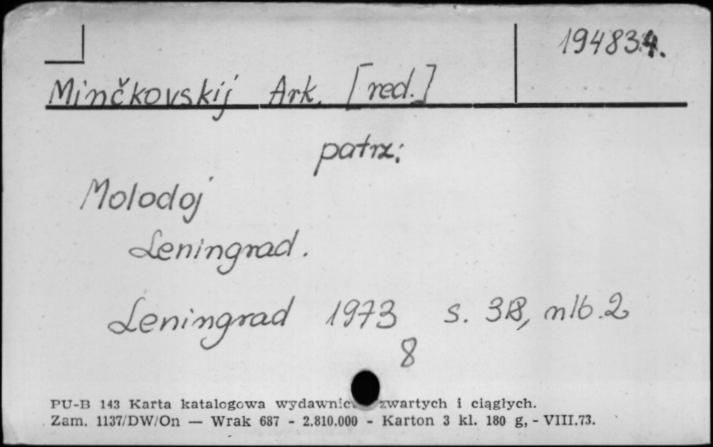 194834.
Minčkovskij Ark. [red.]
patrz:
Molodoj
Leningrad.
Leningrad 1973 s. 318, nlb. 2
8
PU-B 143 Karta katalogowa wydawnic zwartych i ciągłych.
Zam. 1137/DW/On — Wrak 687 - 2.810.000 - Karton 3 kl. 180 g, - VIII.73.